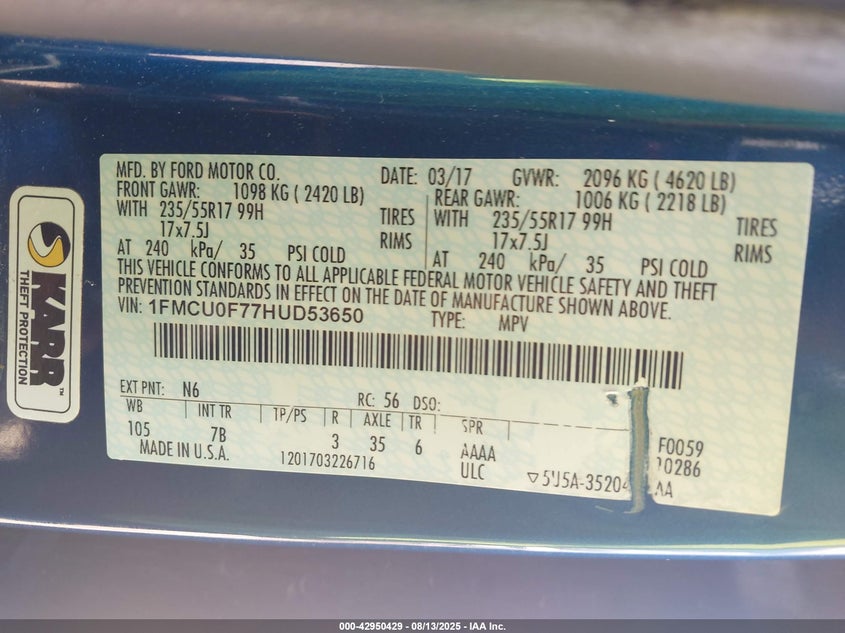 MFD. BY FORD MOTOR CO. DATE: 03/17 GVWR: 2096 KG ( 4620 LB)
FRONT GAWR: 1098 KG ( 2420 LB) REAR GAWR: 1006 KG ( 2218 LB)
WITH 235/55R17 99H TIRES WITH 235/55R17 99H TIRES
17x7.5J RIMS 17x7.5J RIMS
AT 240 kPa/ 35 PSI COLD AT 240 kPa/ 35 PSI COLD
THIS VEHICLE CONFORMS TO ALL APPLICABLE FEDERAL MOTOR VEHICLE SAFETY AND THEFT
PREVENTION STANDARDS IN EFFECT ON THE DATE OF MANUFACTURE SHOWN ABOVE.
VIN: 1FMCU0F77HUD53650 TYPE: MPV
EXT PNT: N6 RC: 56 DSO:
WB INT TR TP/PS R AXLE TR SPR
105 7B 3 35 6 AAAA F0059
MADE IN U.S.A. 1201703226716 ULC 0286
5U5A-35204 AA
KARR™
THEFT PROTECTION
000-42950429 - 08/13/2025 - IAA Inc.